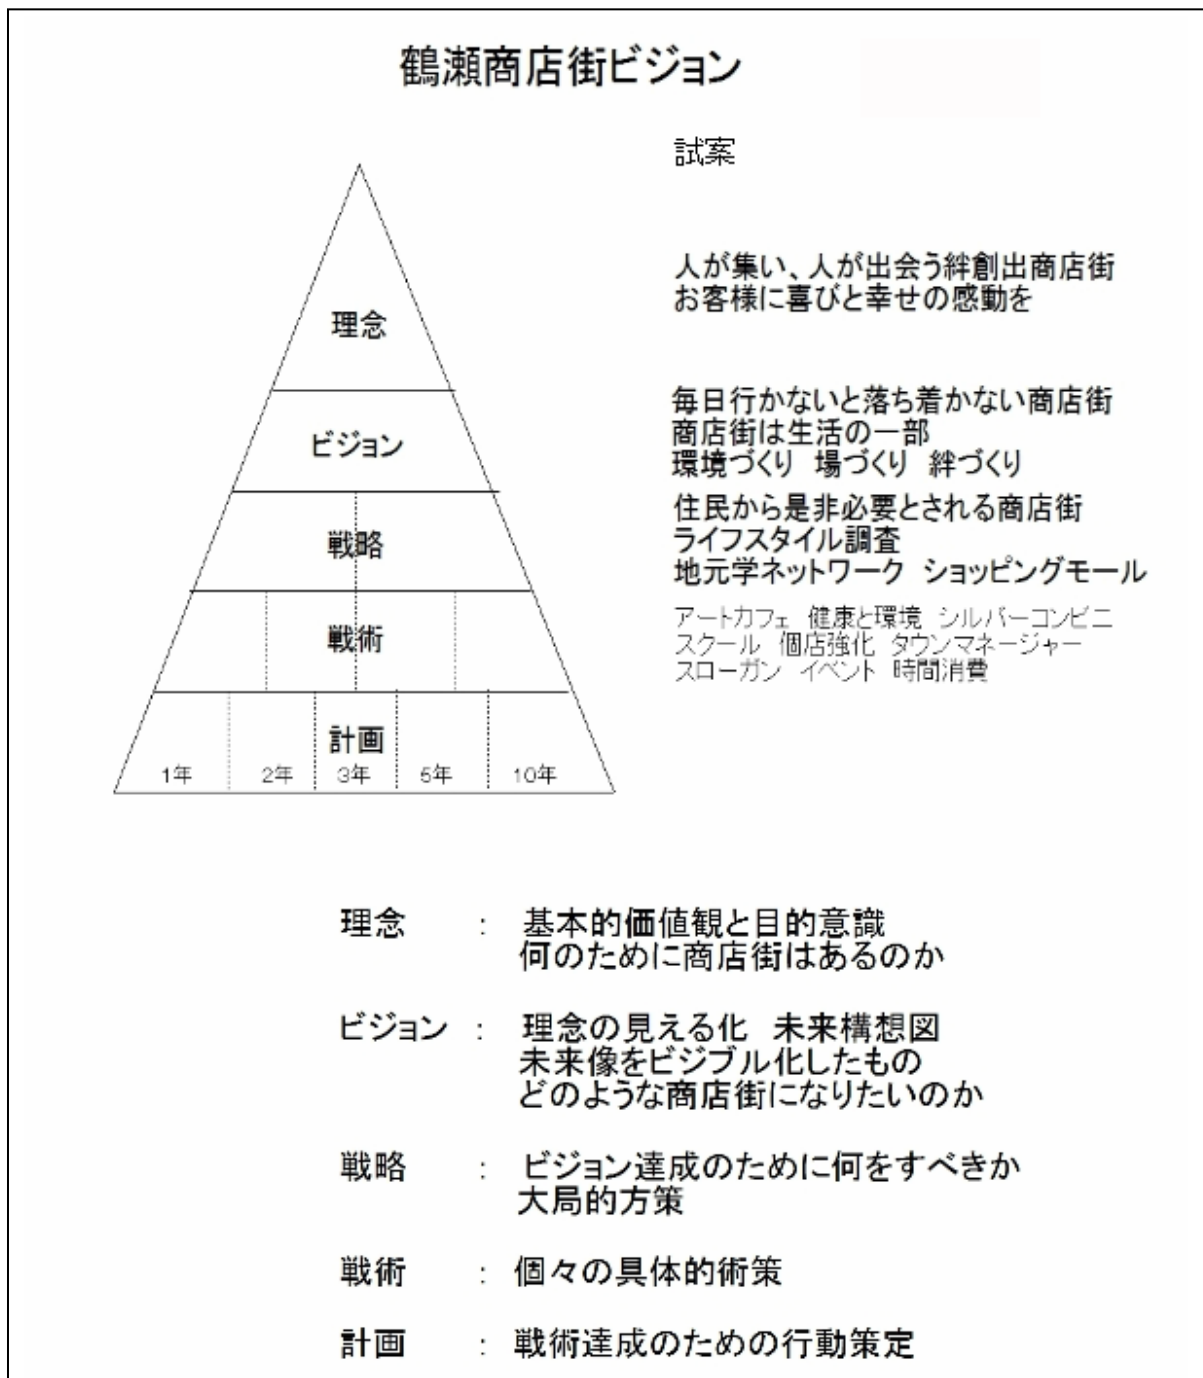 鶴瀬商店街ビジョン
試案
理念
人が集い、人が出会う絆創出商店街
お客様に喜びと幸せの感動を
ビジョン
毎日行かないと落ち着かない商店街
商店街は生活の一部
環境づくり 場づくり 絆づくり
戦略
住民から是非必要とされる商店街
ライフスタイル調査
地元学ネットワーク ショッピングモール
戦術
アートカフェ 健康と環境 シルバーコンビニ
スクール 個店強化 タウンマネージャー
スローガン イベント 時間消費
計画
1年 2年 3年 5年 10年
理念 : 基本的価値観と目的意識
何のために商店街はあるのか
ビジョン : 理念の見える化 未来構想図
未来像をビジブル化したもの
どのような商店街になりたいのか
戦略 : ビジョン達成のために何をすべきか
大局的方策
戦術 : 個々の具体的術策
計画 : 戦術達成のための行動策定